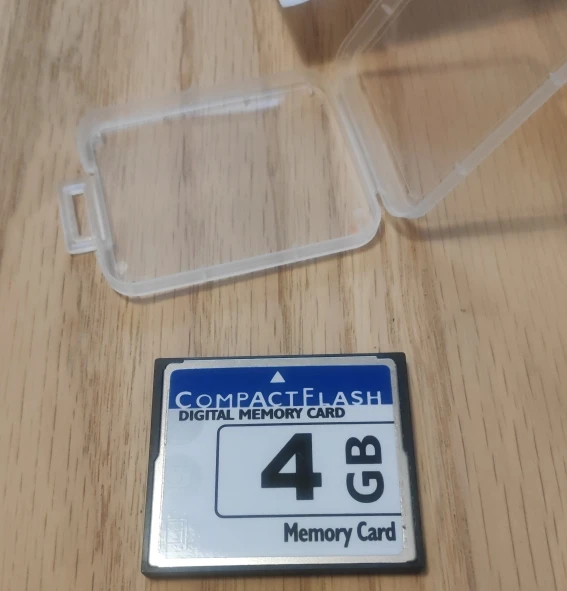 COMPACTFLASH
DIGITAL MEMORY CARD
4 GB
Memory Card